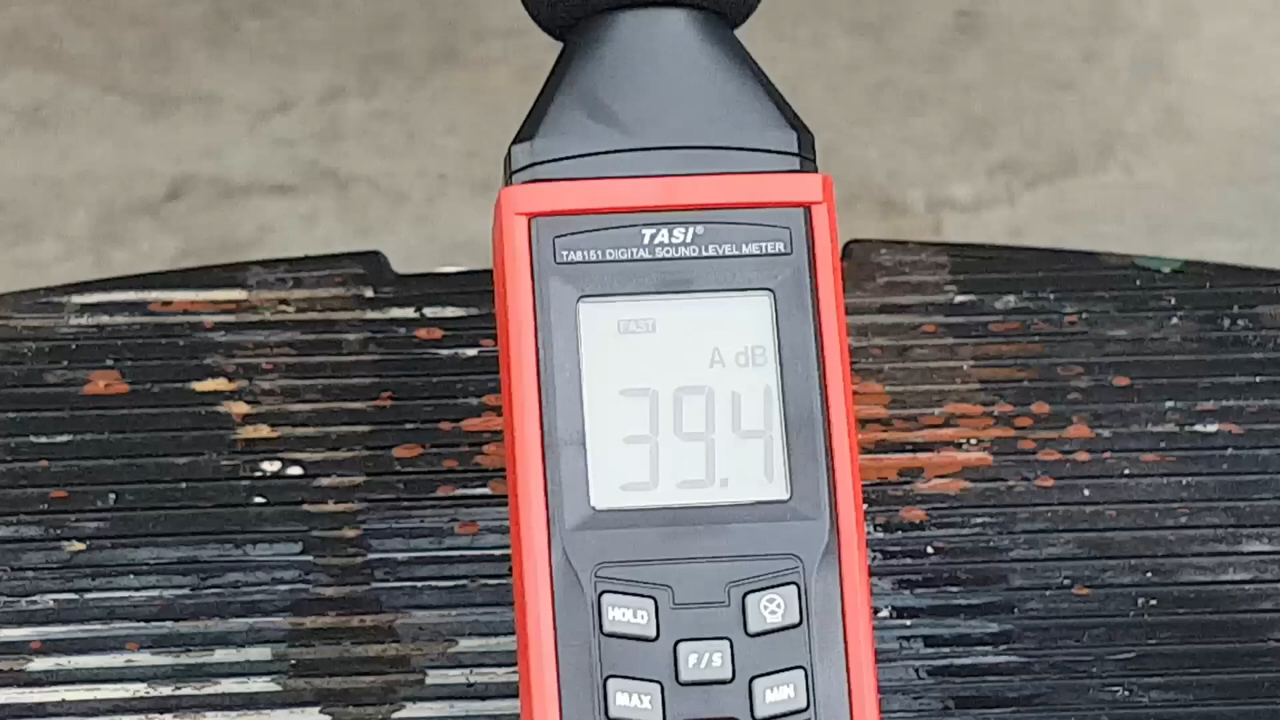 TASI®
TA8151 DIGITAL SOUND LEVEL METER
FAST
A dB
39.4
HOLD
F/S
MAX
MIN